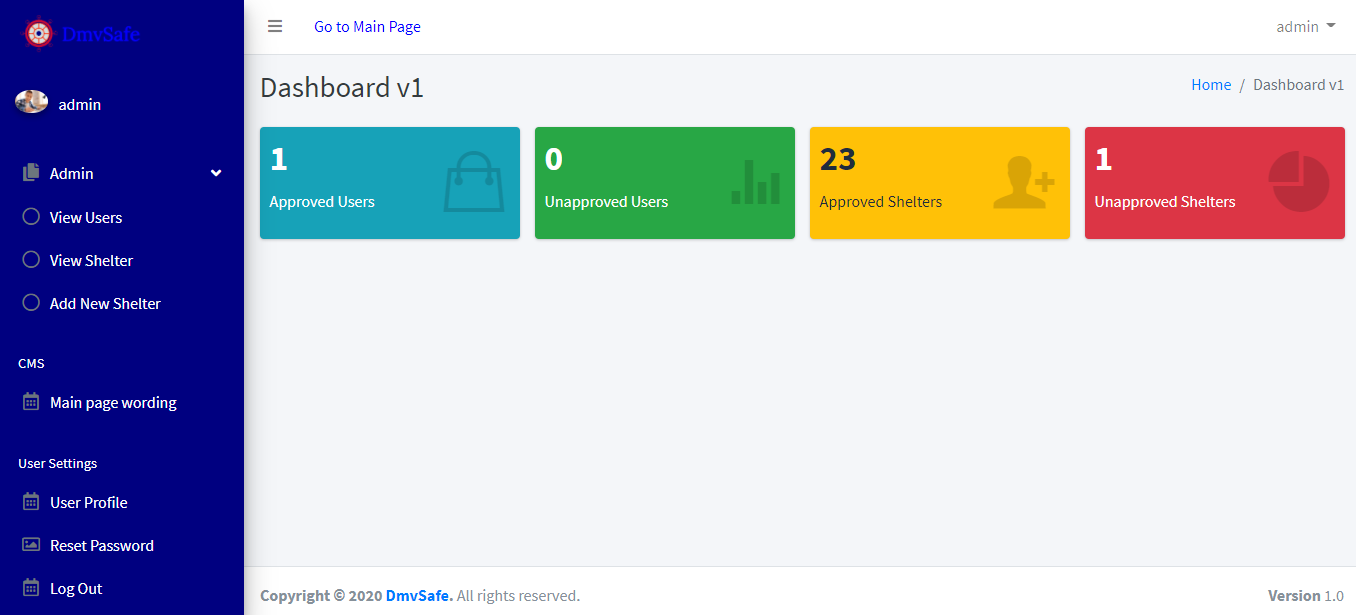 DmvSafe
Go to Main Page
admin
admin
Admin
View Users
View Shelter
Add New Shelter
CMS
Main page wording
User Settings
User Profile
Reset Password
Log Out
Dashboard v1
Home / Dashboard v1
1
Approved Users
0
Unapproved Users
23
Approved Shelters
1
Unapproved Shelters
Copyright © 2020 DmvSafe. All rights reserved.
Version 1.0